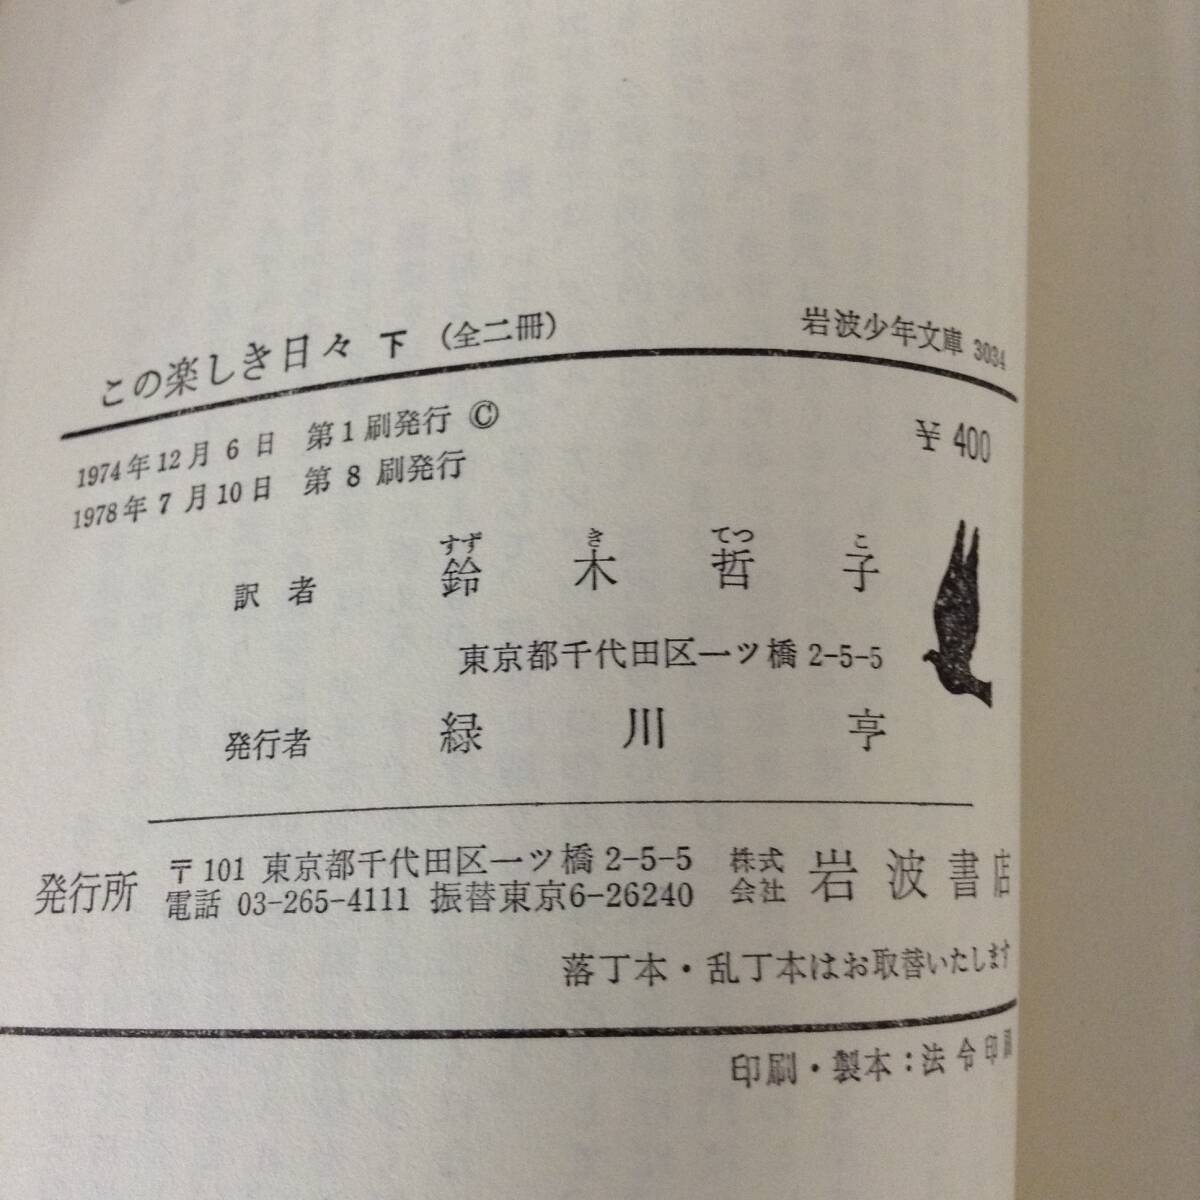 この楽しき日々 下 (全二冊) 岩波少年文庫 3034
1974年12月6日 第1刷発行 ©
1978年7月10日 第8刷発行
¥400
すず き てつ こ
訳者 鈴木哲子
東京都千代田区一ツ橋2-5-5
発行者 緑川亨
発行所
〒101 東京都千代田区一ツ橋2-5-5
電話 03-265-4111 振替東京6-26240
株式会社 岩波書店
落丁本・乱丁本はお取替いたします
印刷・製本:法令印刷